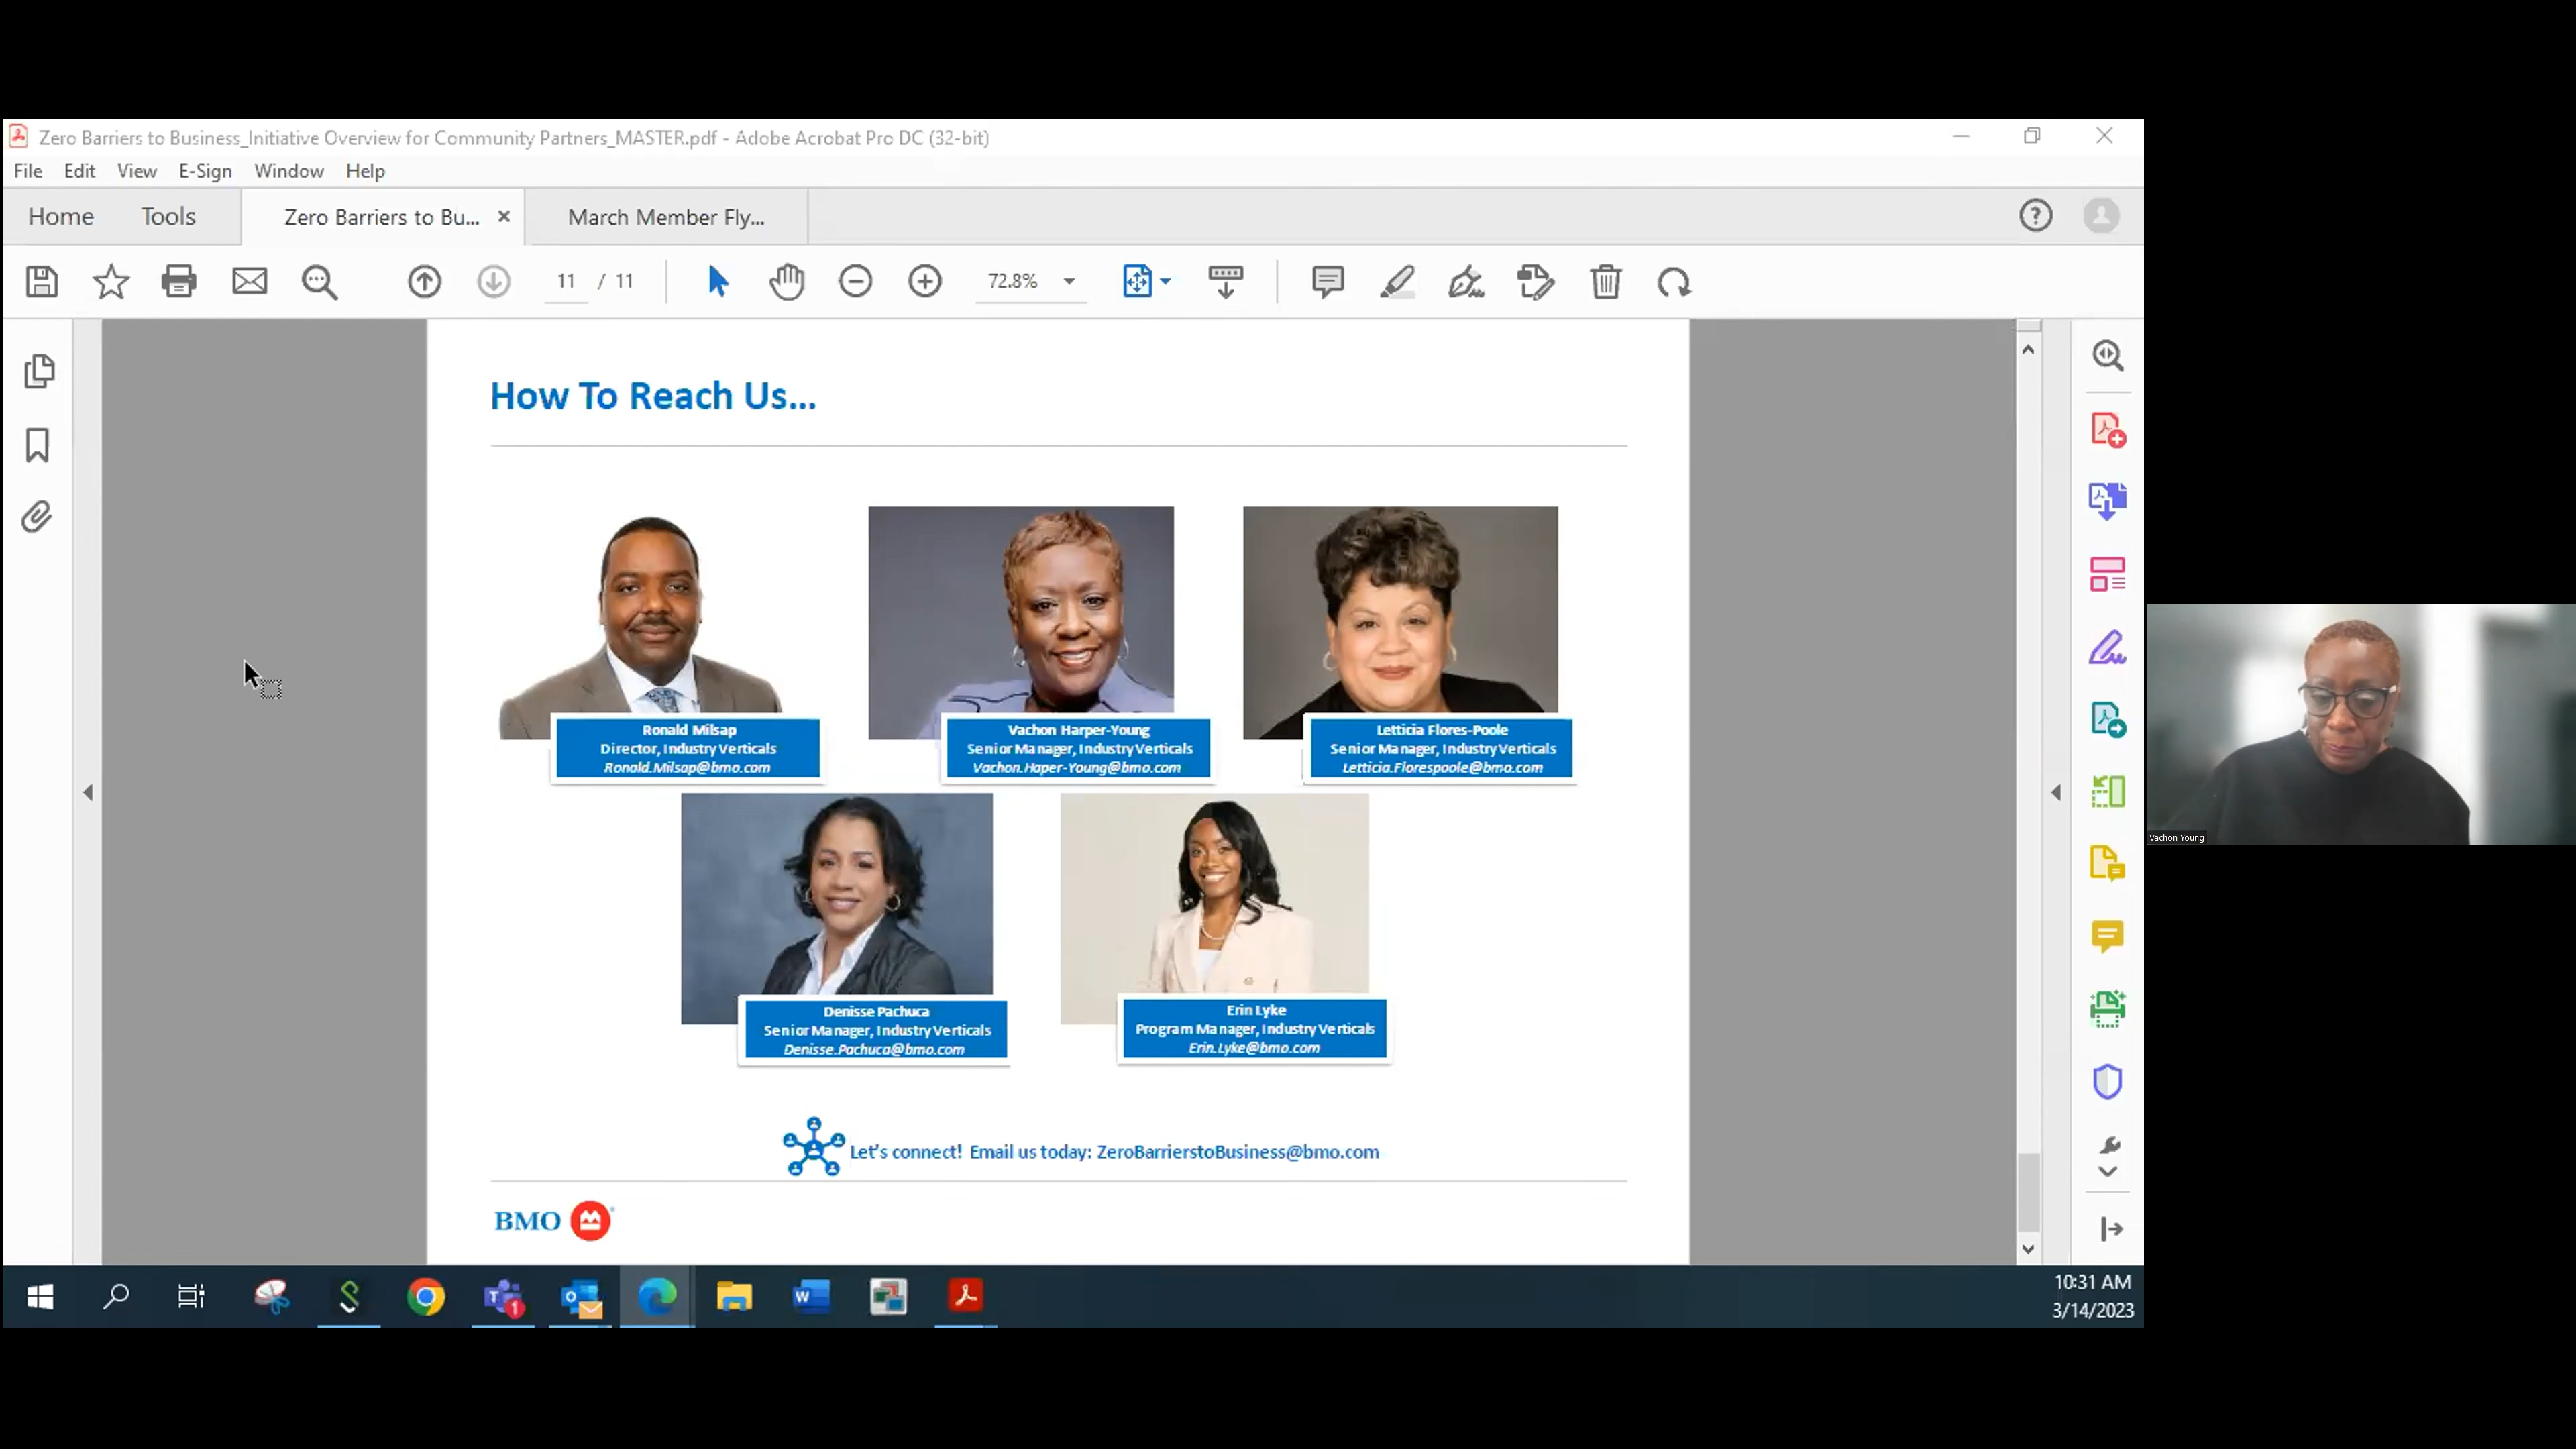 Zero Barriers to Business_Initiative Overview for Community Partners_MASTER.pdf - Adobe Acrobat Pro DC (32-bit)
File Edit View E-Sign Window Help
Home Tools Zero Barriers to Bu... March Member Fly...
11 / 11 72.8%
How To Reach Us...
Ronald Milsap
Director, Industry Verticals
Ronald.Milsap@bmo.com
Vachon Harper-Young
Senior Manager, Industry Verticals
Vachon.Haper-Young@bmo.com
Letticia Flores-Poole
Senior Manager, Industry Verticals
Letticia.Florespoole@bmo.com
Denisse Pachuca
Senior Manager, Industry Verticals
Denisse.Pachuca@bmo.com
Erin Lyke
Program Manager, Industry Verticals
Erin.Lyke@bmo.com
Let's connect! Email us today: ZeroBarrierstoBusiness@bmo.com
BMO
Vachon Young
10:31 AM
3/14/2023